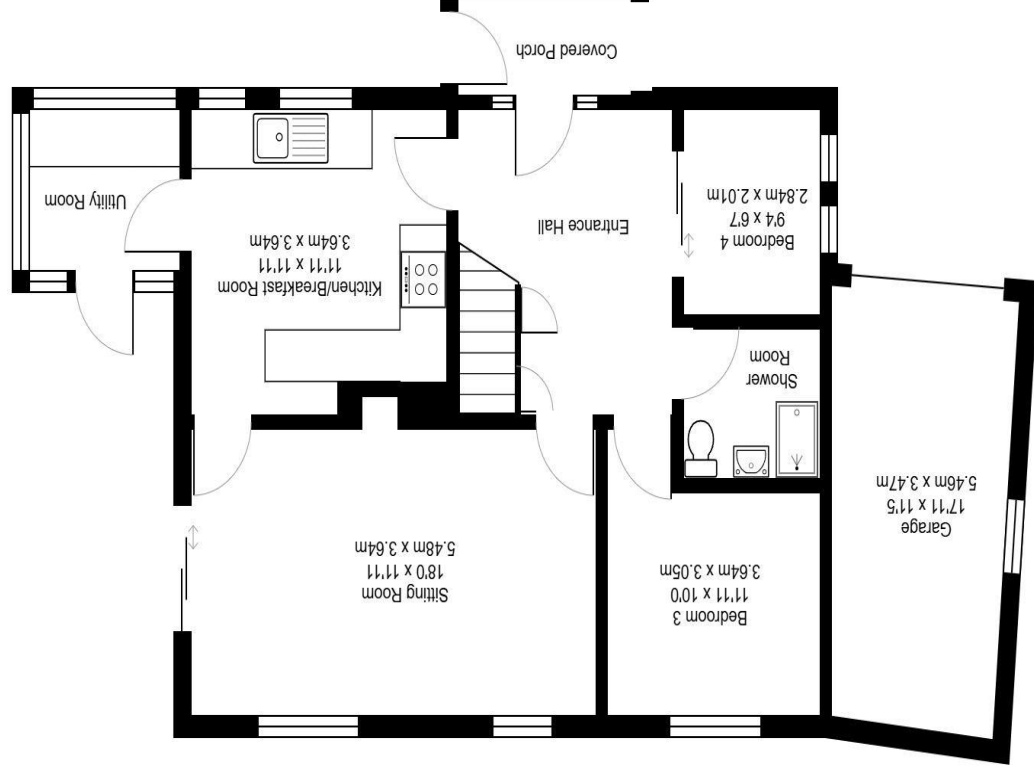 Bedroom 3
11'11 x 10'0
3.64m x 3.05m
Sitting Room
18'0 x 11'11
5.48m x 3.64m
Garage
17'11 x 11'5
5.46m x 3.47m
Shower
Room
Kitchen/Breakfast Room
11'11 x 11'11
3.64m x 3.64m
Bedroom 4
9'4 x 6'7
2.84m x 2.01m
Entrance Hall
Utility Room
Covered Porch